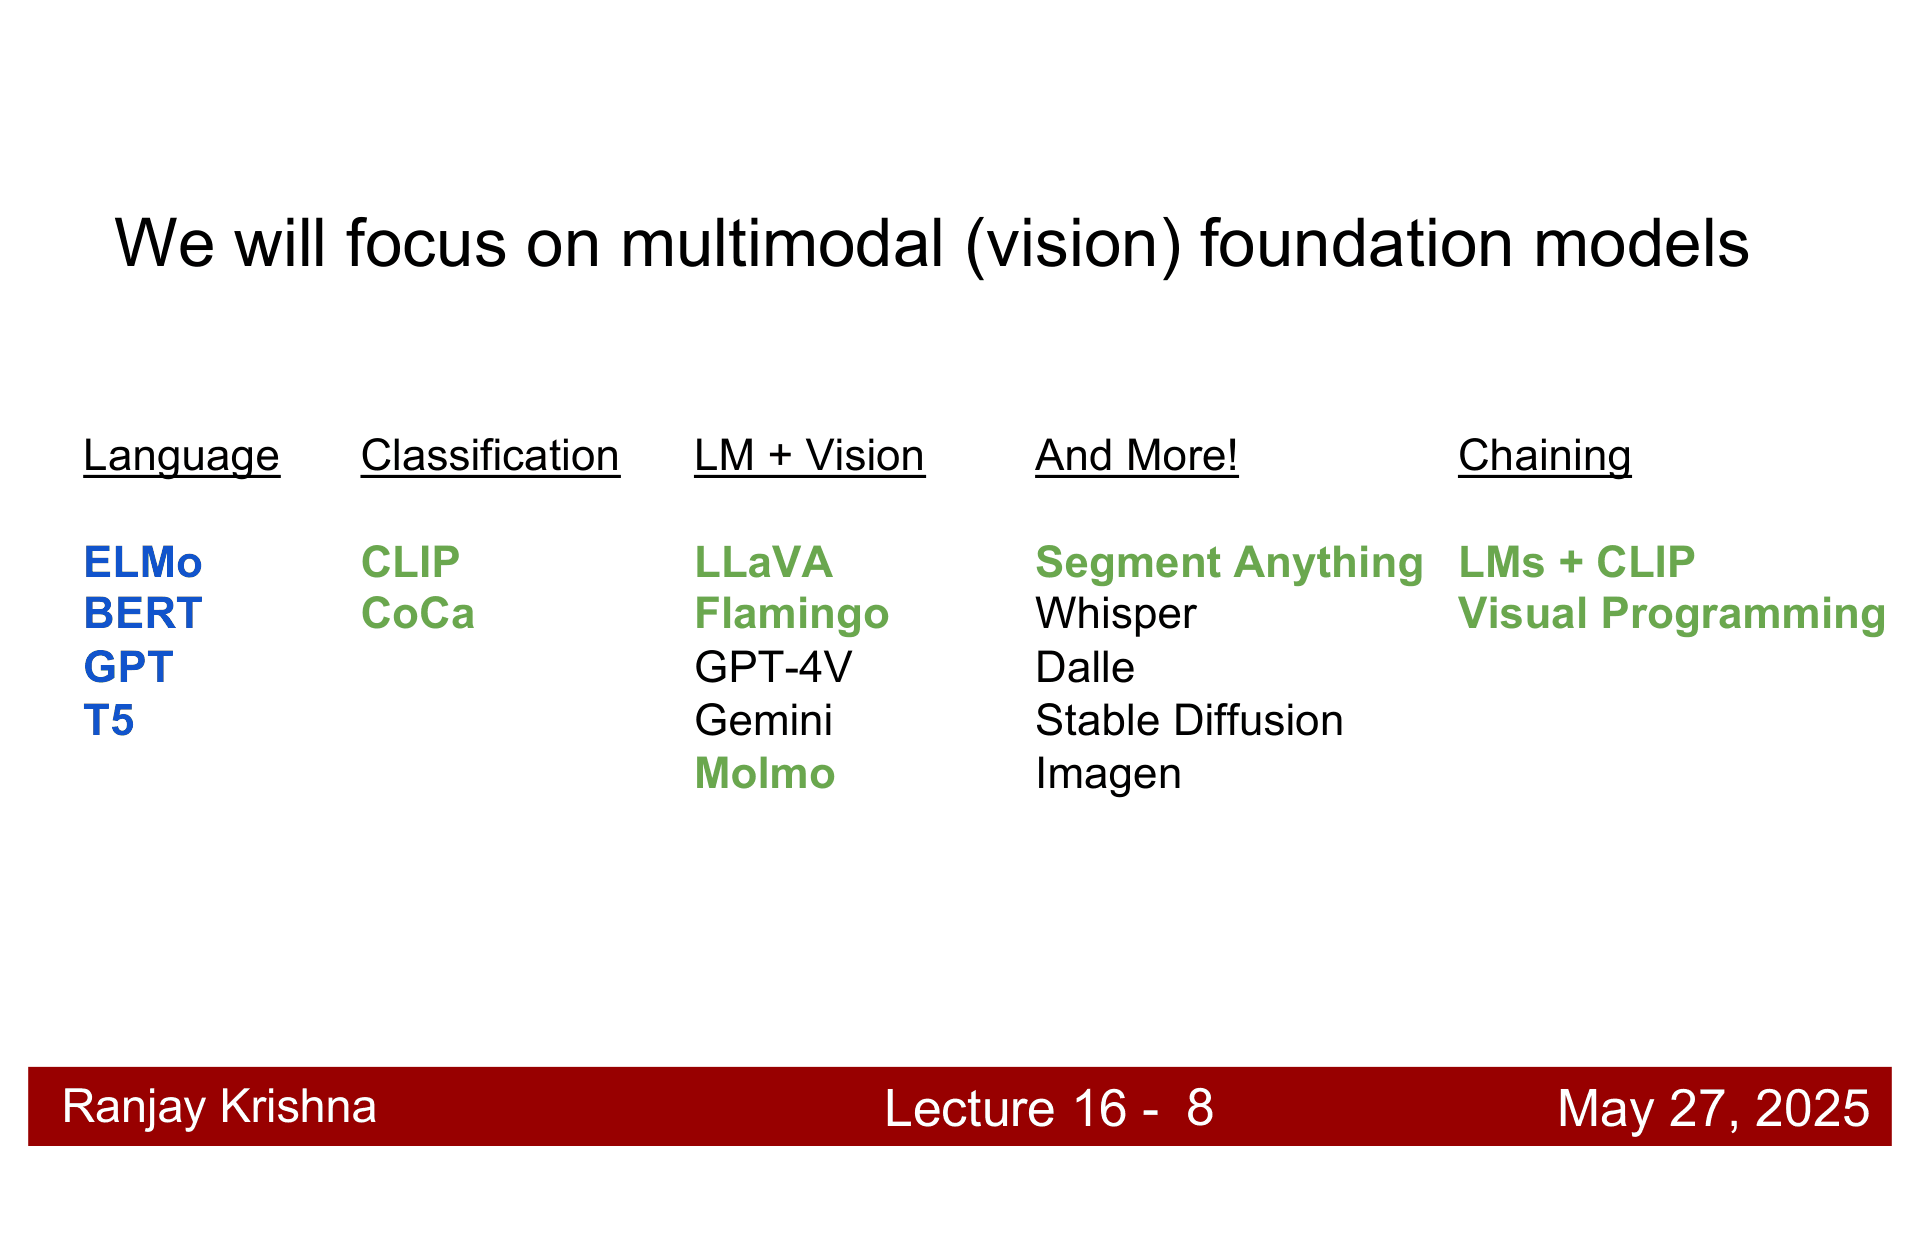 We will focus on multimodal (vision) foundation models
Language
ELMo
BERT
GPT
T5
Classification
CLIP
CoCa
LM + Vision
LLaVA
Flamingo
GPT-4V
Gemini
Molmo
And More!
Segment Anything
Whisper
Dalle
Stable Diffusion
Imagen
Chaining
LMs + CLIP
Visual Programming
Ranjay Krishna
Lecture 16 - 8
May 27, 2025